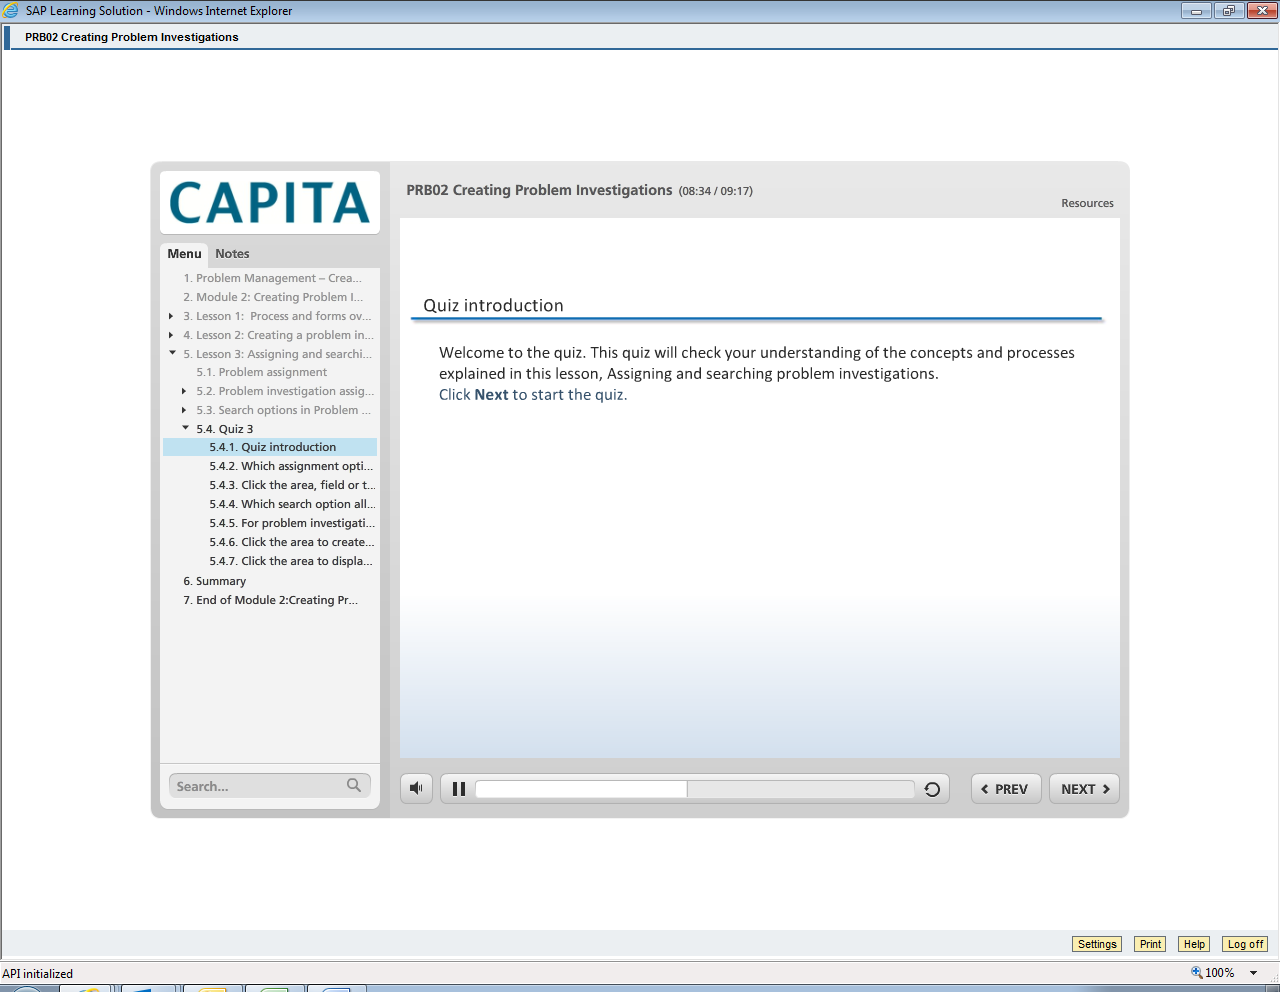 SAP Learning Solution - Windows Internet Explorer
PRB02 Creating Problem Investigations
CAPITA
Menu
Notes
1. Problem Management – Crea...
2. Module 2: Creating Problem I...
3. Lesson 1:  Process and forms ov...
4. Lesson 2: Creating a problem in...
5. Lesson 3: Assigning and searchi...
5.1. Problem assignment
5.2. Problem investigation assig...
5.3. Search options in Problem ...
5.4. Quiz 3
5.4.1. Quiz introduction
5.4.2. Which assignment opti...
5.4.3. Click the area, field or t...
5.4.4. Which search option all...
5.4.5. For problem investigati...
5.4.6. Click the area to create...
5.4.7. Click the area to displa...
6. Summary
7. End of Module 2:Creating Pr...
Search...
PRB02 Creating Problem Investigations (08:34 / 09:17)
Resources
Quiz introduction
Welcome to the quiz. This quiz will check your understanding of the concepts and processes
explained in this lesson, Assigning and searching problem investigations.
Click Next to start the quiz.
PREV
NEXT
Settings
Print
Help
Log off
API initialized
100%